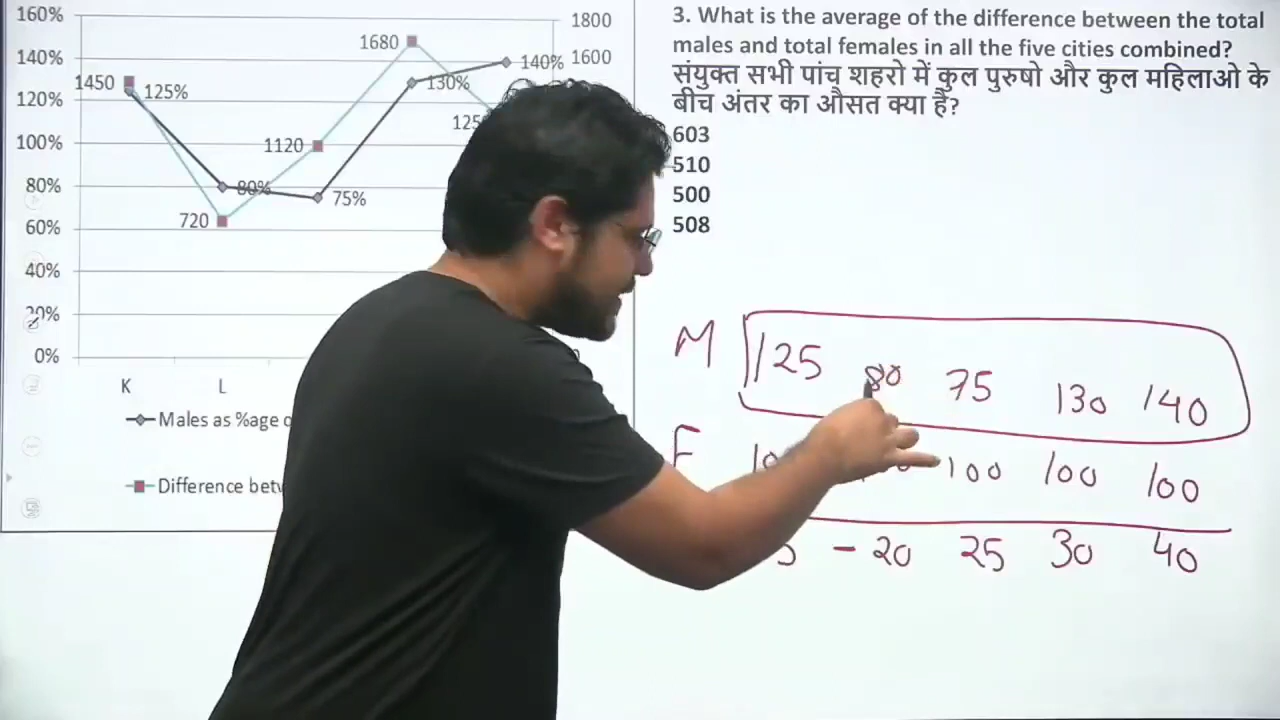 160%
140%
120%
100%
80%
60%
40%
20%
0%
1800
1600
1450
125%
720
80%
1120
75%
1680
130%
140%
K
L
Males as %age
Difference
3. What is the average of the difference between the total
males and total females in all the five cities combined?
संयुक्त सभी पांच शहरो में कुल पुरुषो और कुल महिलाओ के
बीच अंतर का औसत क्या है?
603
510
500
508
M 125 80 75 130 140
F 100 100 100
- 20 25 30 40